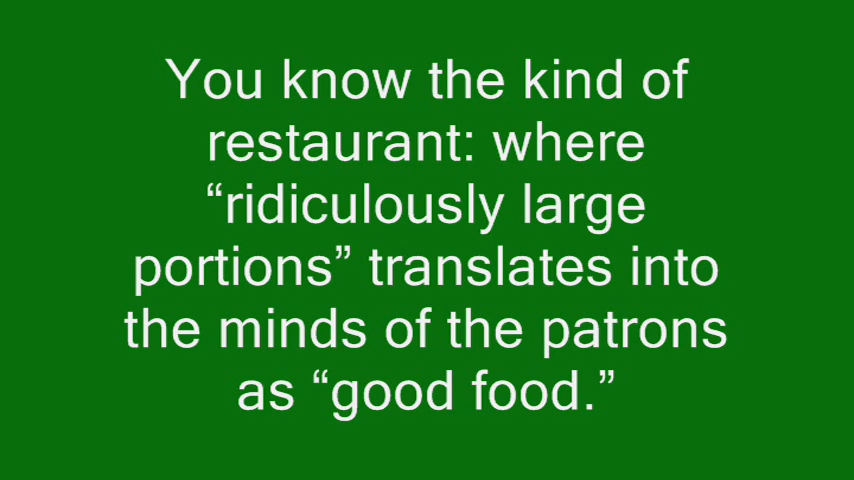 You know the kind of
restaurant: where
“ridiculously large
portions” translates into
the minds of the patrons
as “good food.”